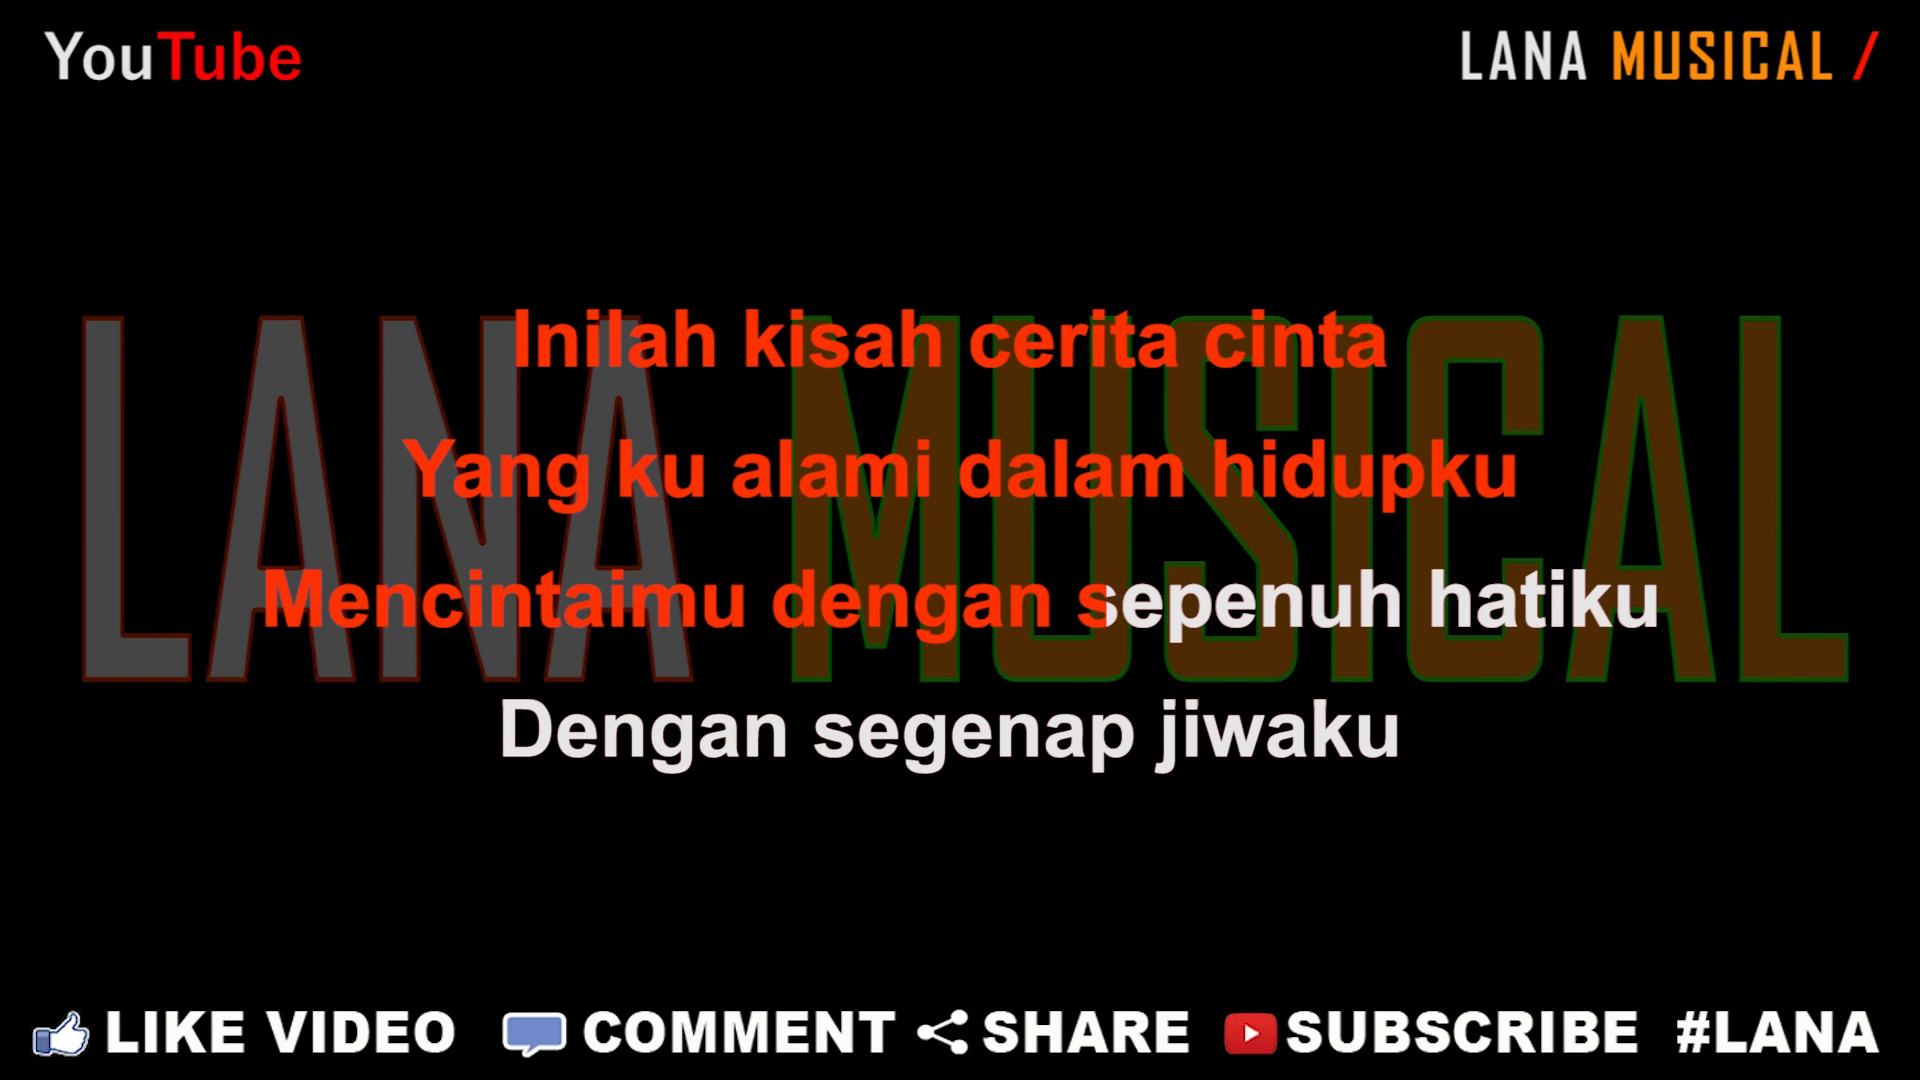 YouTube
LANA MUSICAL /
LANA MUSICAL
Inilah kisah cerita cinta
Yang ku alami dalam hidupku
Mencintaimu dengan sepenuh hatiku
Dengan segenap jiwaku
LIKE VIDEO COMMENT SHARE SUBSCRIBE #LANA